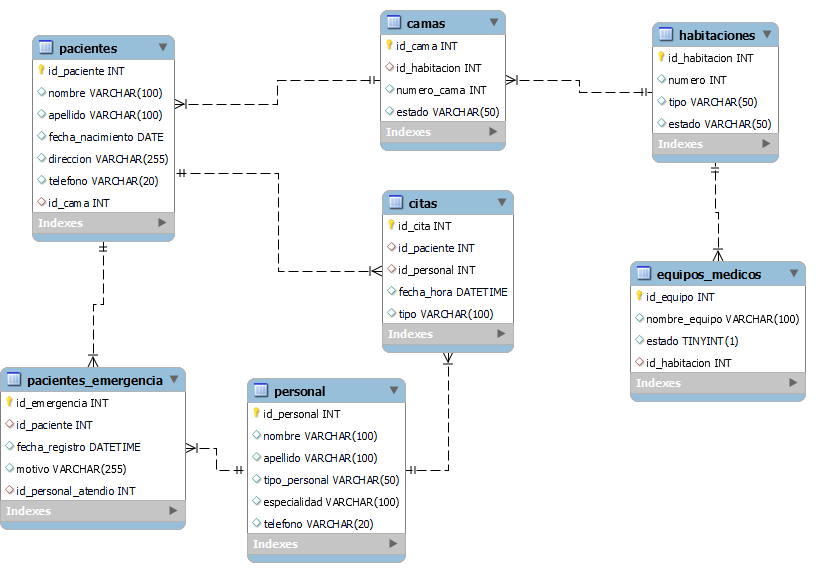 pacientes
id_paciente INT
nombre VARCHAR(100)
apellido VARCHAR(100)
fecha_nacimiento DATE
direccion VARCHAR(255)
telefono VARCHAR(20)
id_cama INT
Indexes
camas
id_cama INT
id_habitacion INT
numero_cama INT
estado VARCHAR(50)
Indexes
habitaciones
id_habitacion INT
numero INT
tipo VARCHAR(50)
estado VARCHAR(50)
Indexes
citas
id_cita INT
id_paciente INT
id_personal INT
fecha_hora DATETIME
tipo VARCHAR(100)
Indexes
equipos_medicos
id_equipo INT
nombre_equipo VARCHAR(100)
estado TINYINT(1)
id_habitacion INT
Indexes
pacientes_emergencia
id_emergencia INT
id_paciente INT
fecha_registro DATETIME
motivo VARCHAR(255)
id_personal_atendio INT
Indexes
personal
id_personal INT
nombre VARCHAR(100)
apellido VARCHAR(100)
tipo_personal VARCHAR(50)
especialidad VARCHAR(100)
telefono VARCHAR(20)
Indexes